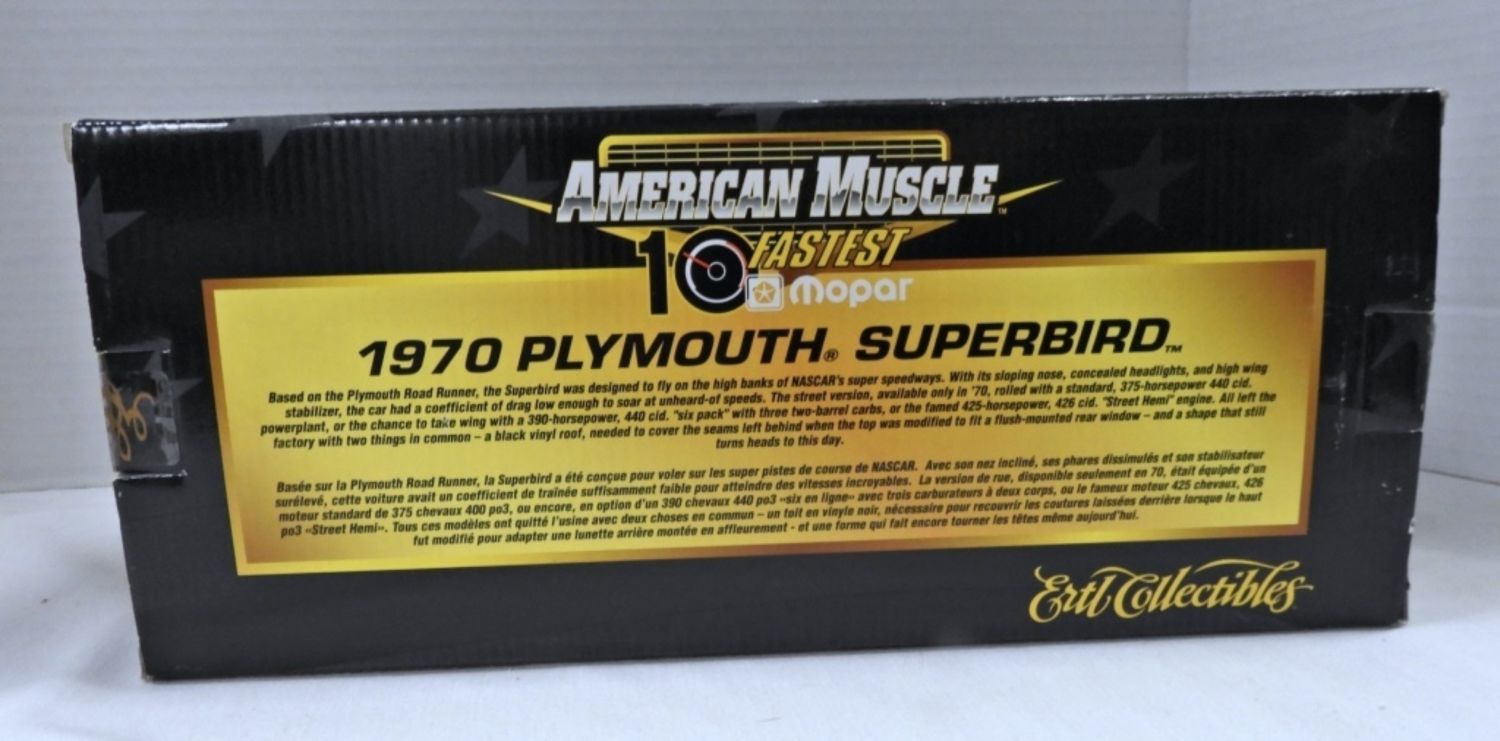 AMERICAN MUSCLE™
10 FASTEST
mopar
1970 PLYMOUTH® SUPERBIRD™
Based on the Plymouth Road Runner, the Superbird was designed to fly on the high banks of NASCAR's super speedways. With its sloping nose, concealed headlights, and high wing
stabilizer, the car had a coefficient of drag low enough to soar at unheard-of speeds. The street version, available only in '70, rolled with a standard, 375-horsepower 440 cid.
powerplant, or the chance to take wing with a 390-horsepower, 440 cid. "six pack" with three two-barrel carbs, or the famed 425-horsepower, 426 cid. "Street Hemi" engine. All left the
factory with two things in common – a black vinyl roof, needed to cover the seams left behind when the top was modified to fit a flush-mounted rear window – and a shape that still
turns heads to this day.
Basée sur la Plymouth Road Runner, la Superbird a été conçue pour voler sur les super pistes de course de NASCAR. Avec son nez incliné, ses phares dissimulés et son stabilisateur
surélevé, cette voiture avait un coefficient de traînée suffisamment faible pour atteindre des vitesses incroyables. La version de rue, disponible seulement en 70, était équipée d'un
moteur standard de 375 chevaux 400 po3, ou encore, en option d'un 390 chevaux 440 po3 «six en ligne» avec trois carburateurs à deux corps, ou le fameux moteur 425 chevaux, 426
po3 «Street Hemi». Tous ces modèles ont quitté l'usine avec deux choses en commun – un toit en vinyle noir, nécessaire pour recouvrir les coutures laissées derrière lorsque le haut
fut modifié pour adapter une lunette arrière montée en affleurement - et une forme qui fait encore tourner les têtes même aujourd'hui.
Ertl Collectibles